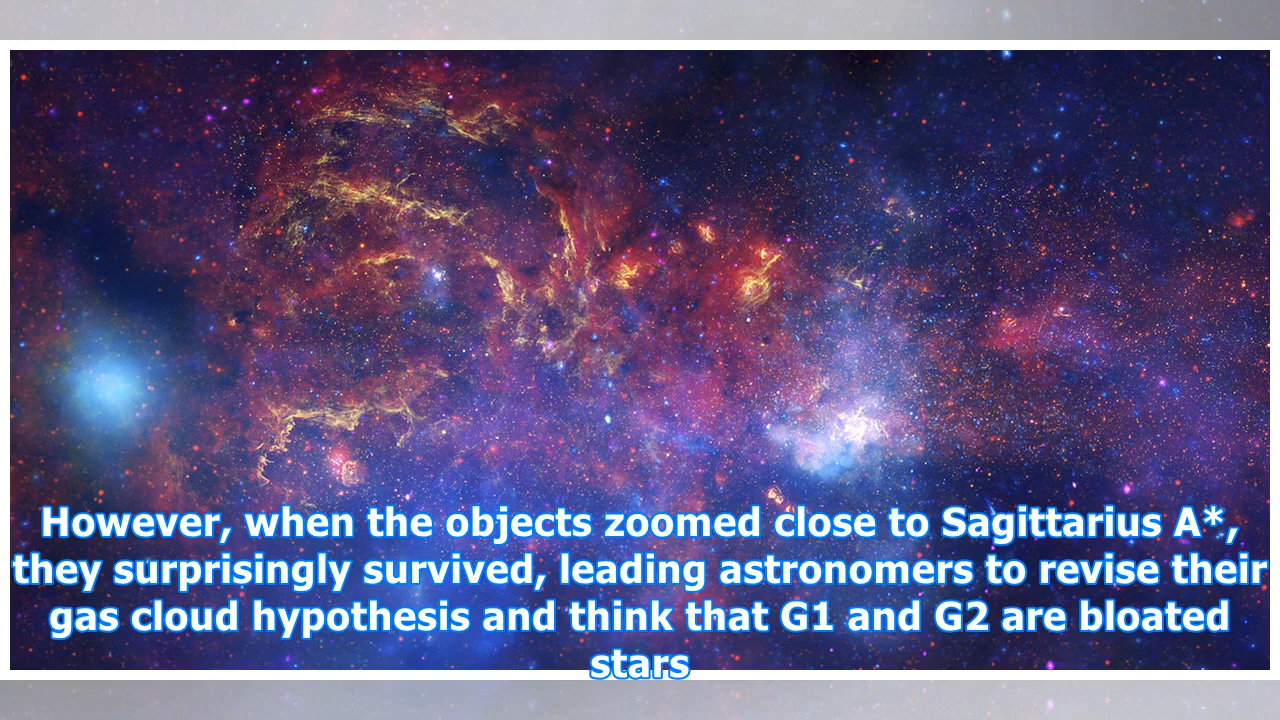 However, when the objects zoomed close to Sagittarius A*,
they surprisingly survived, leading astronomers to revise their
gas cloud hypothesis and think that G1 and G2 are bloated
stars